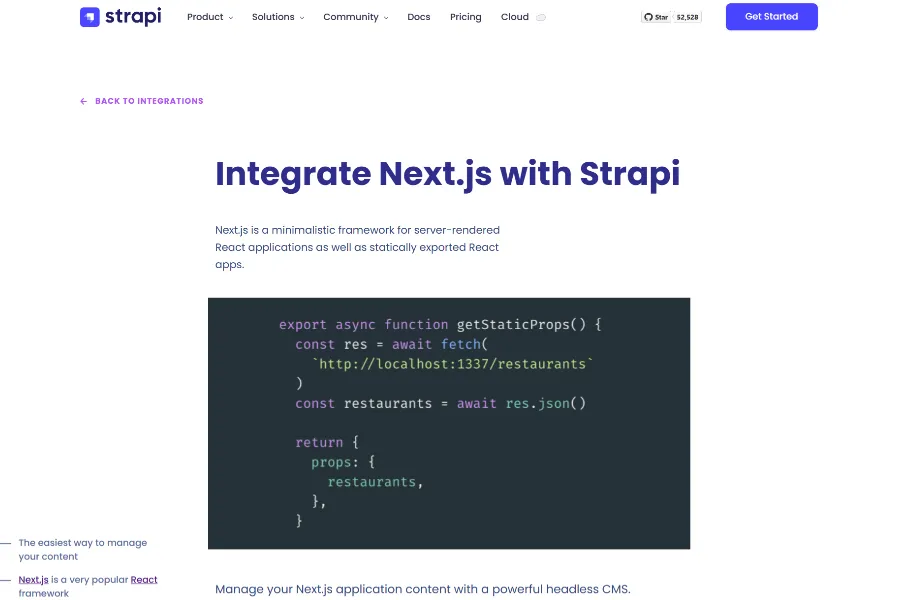 strapi
Product
Solutions
Community
Docs
Pricing
Cloud
Star
52,528
Get Started
← BACK TO INTEGRATIONS
Integrate Next.js with Strapi
Next.js is a minimalistic framework for server-rendered
React applications as well as statically exported React
apps.
export async function getStaticProps() {
const res = await fetch(
`http://localhost:1337/restaurants`
)
const restaurants = await res.json()
return {
props: {
restaurants,
},
}
The easiest way to manage
your content
Next.js is a very popular React
framework
Manage your Next.js application content with a powerful headless CMS.